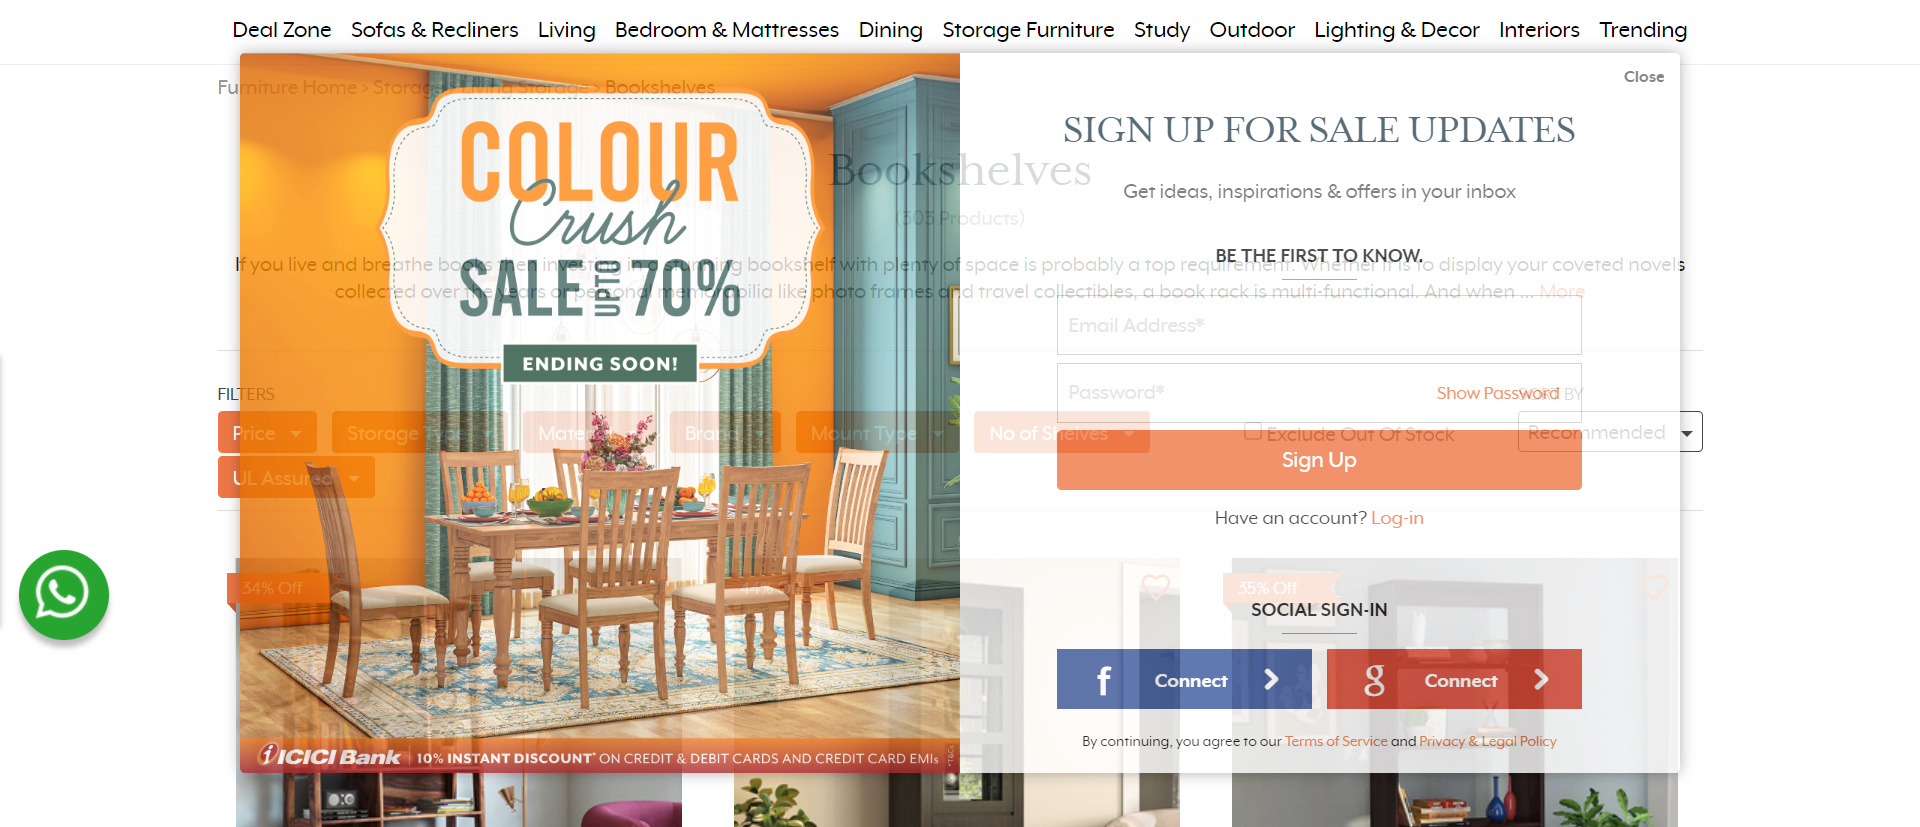 Deal Zone Sofas & Recliners Living Bedroom & Mattresses Dining Storage Furniture Study Outdoor Lighting & Decor Interiors Trending
Furniture Home > Storage > Living Storage > Bookshelves
Close
COLOUR
Crush
SALE UPTO 70%
ENDING SOON!
Bookshelves
(303 Products)
If you live and breathe books then investing in a stunning bookshelf with plenty of space is probably a top requirement. Whether it is to display your coveted novels
collected over the years or personal memorabilia like photo frames and travel collectibles, a book rack is multi-functional. And when ... More
SIGN UP FOR SALE UPDATES
Get ideas, inspirations & offers in your inbox
BE THE FIRST TO KNOW.
Email Address*
Password* Show Password
Sign Up
Have an account? Log-in
FILTERS
SORT BY
Price Storage Type Material Brand Mount Type No of Shelves Exclude Out Of Stock Recommended
UL Assured
34% Off
44%
35% Off
SOCIAL SIGN-IN
f Connect
g Connect
By continuing, you agree to our Terms of Service and Privacy & Legal Policy
ICICI Bank 10% INSTANT DISCOUNT* ON CREDIT & DEBIT CARDS AND CREDIT CARD EMIs *T&Cs